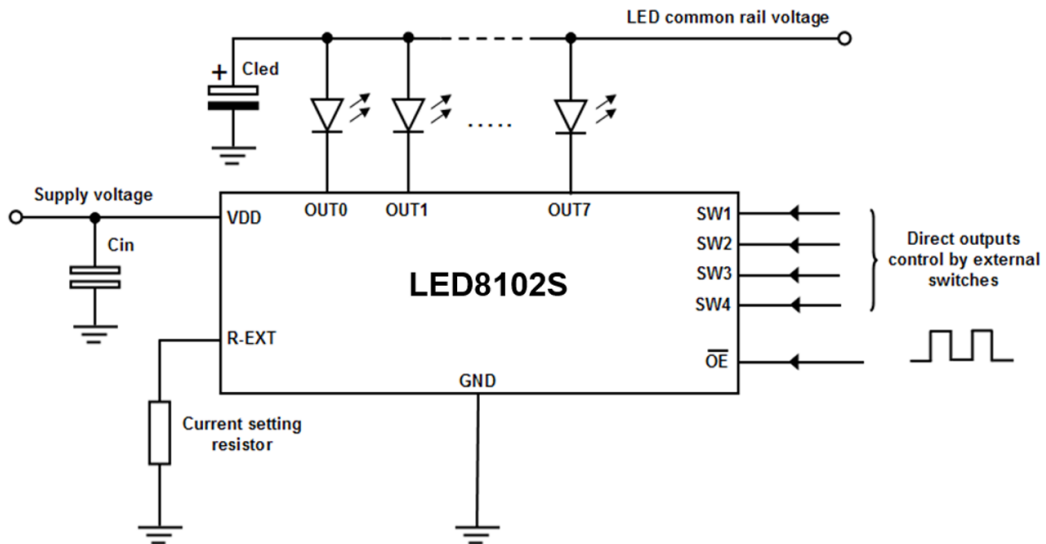 LED common rail voltage
+ Cled
.....
Supply voltage
Cin
VDD
OUT0
OUT1
OUT7
SW1
SW2
SW3
SW4
Direct outputs
control by external
switches
LED8102S
R-EXT
OE
GND
Current setting
resistor